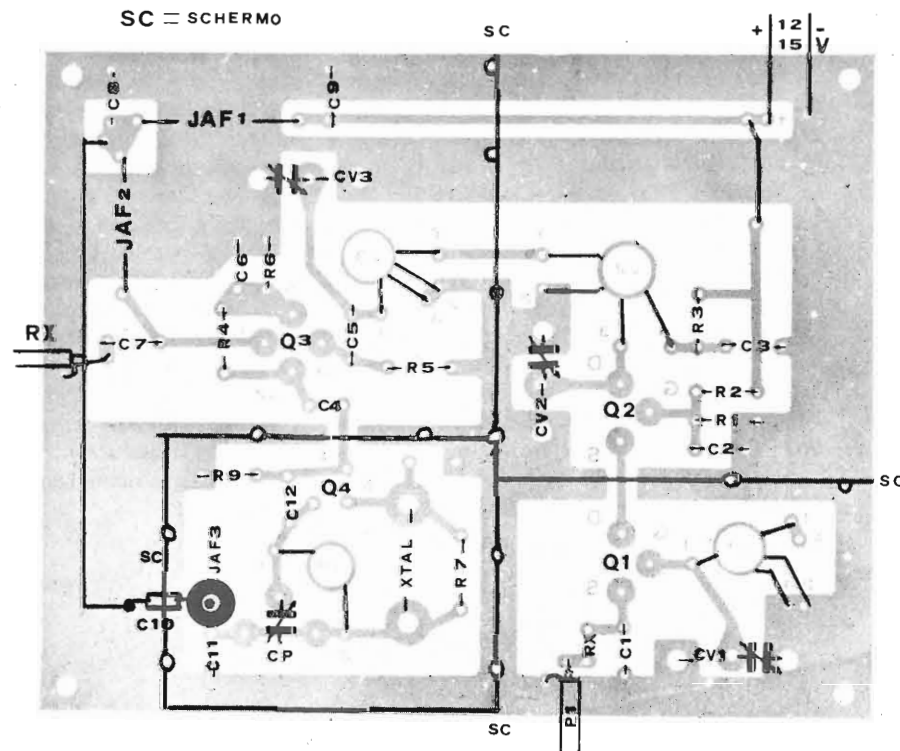 SC = SCHERMO
SC
+ 12 -
15 V
C8
JAF1
C9
CV3
JAF2
C6
R6
RX
C7
R4
Q3
C5
R5
R3
C3
CV2
Q2
G
D
R2
R1
C2
S
C4
R9
Q4
C12
SC
SC
JAF3
XTAL
R7
D
Q1
S
C10
C11
CP
RX
C1
CV1
P1
SC